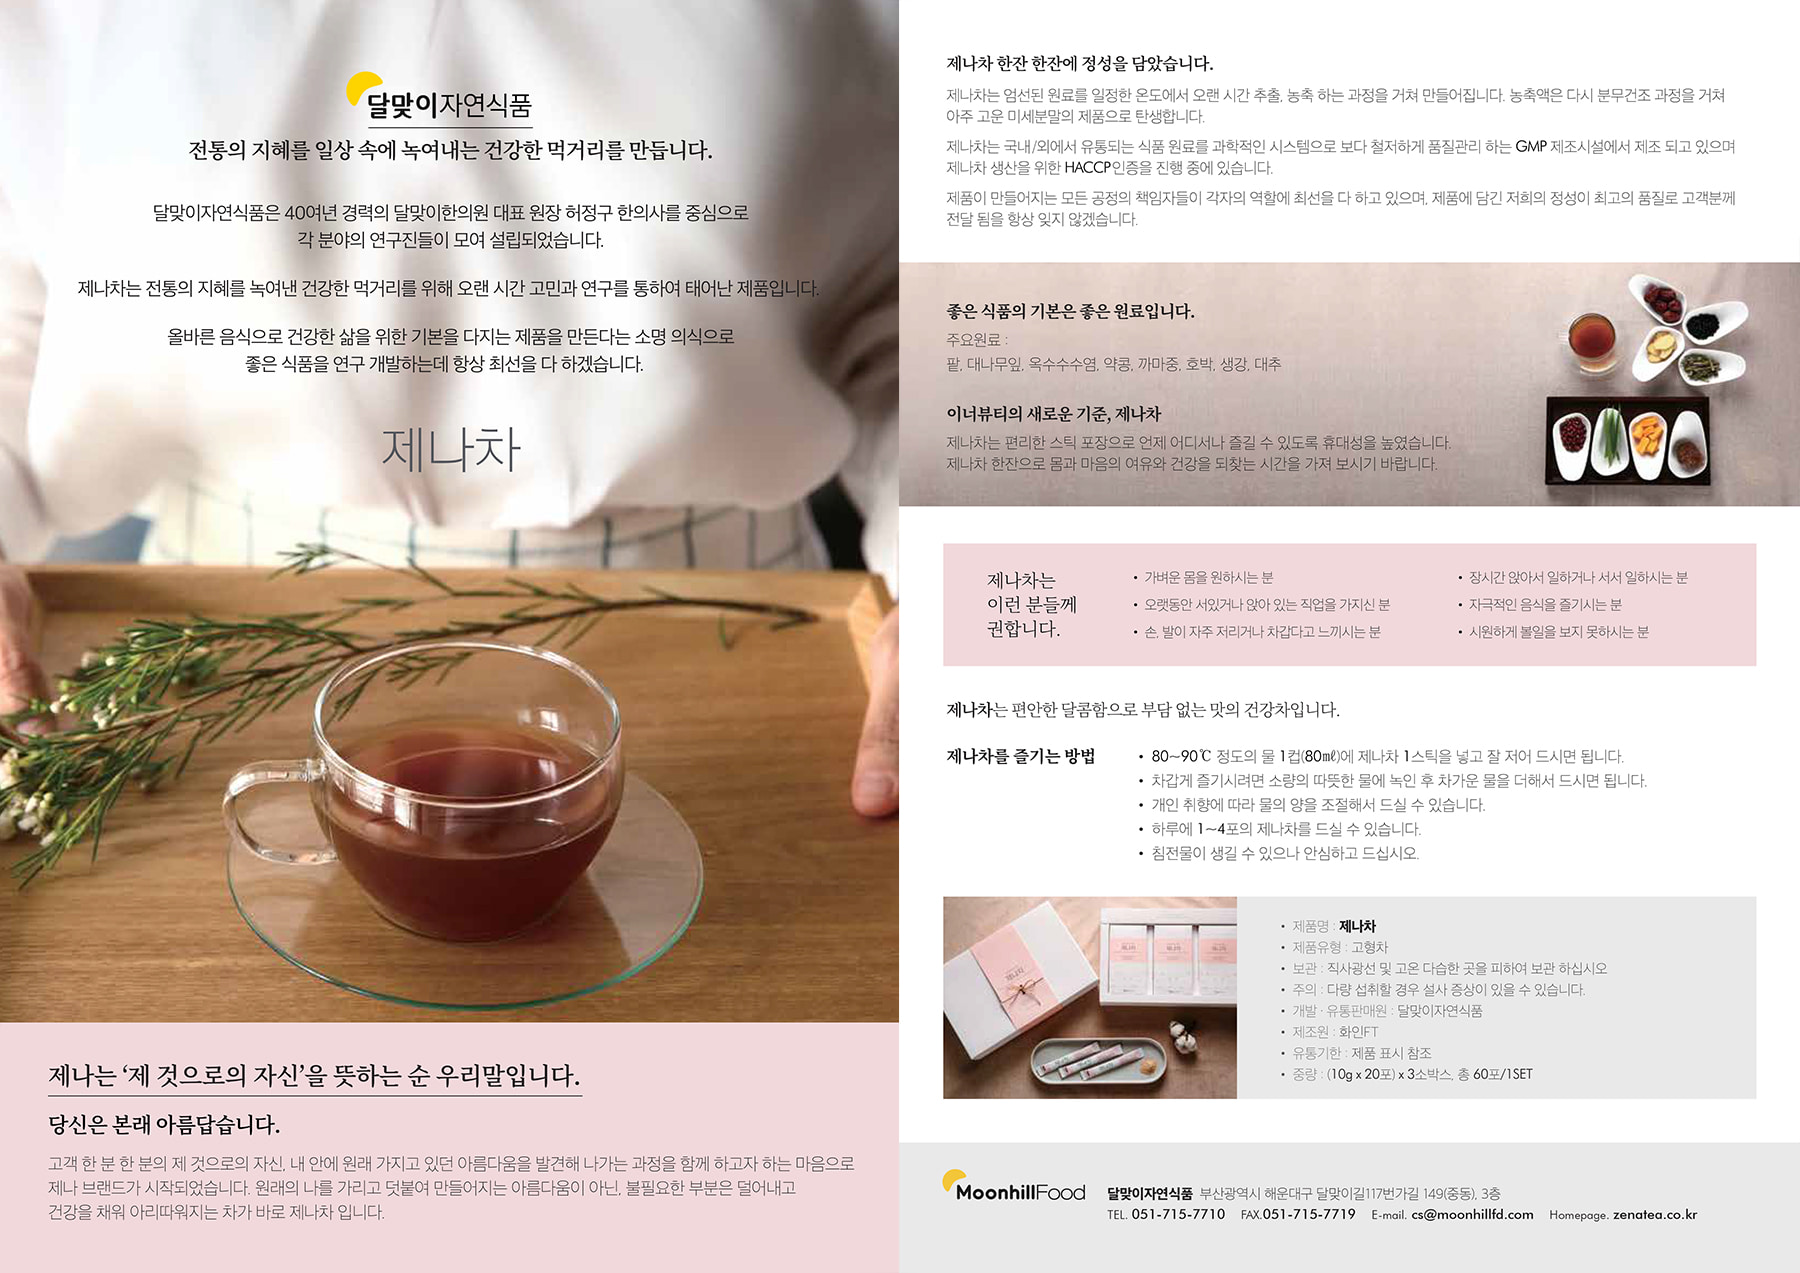 달맞이자연식품
전통의 지혜를 일상 속에 녹여내는 건강한 먹거리를 만듭니다.
달맞이자연식품은 40여년 경력의 달맞이한의원 대표 원장 허정구 한의사를 중심으로
각 분야의 연구진들이 모여 설립되었습니다.
제나차는 전통의 지혜를 녹여낸 건강한 먹거리를 위해 오랜 시간 고민과 연구를 통하여 태어난 제품입니다.
올바른 음식으로 건강한 삶을 위한 기본을 다지는 제품을 만든다는 소명 의식으로
좋은 식품을 연구 개발하는데 항상 최선을 다 하겠습니다.
제나차
제나는 ‘제 것으로의 자신’을 뜻하는 순 우리말입니다.
당신은 본래 아름답습니다.
고객 한 분 한 분의 제 것으로의 자신, 내 안에 원래 가지고 있던 아름다움을 발견해 나가는 과정을 함께 하고자 하는 마음으로
제나 브랜드가 시작되었습니다. 원래의 나를 가리고 덧붙여 만들어지는 아름다움이 아닌, 불필요한 부분은 덜어내고
건강을 채워 아리따워지는 차가 바로 제나차 입니다.
제나차 한잔 한잔에 정성을 담았습니다.
제나차는 엄선된 원료를 일정한 온도에서 오랜 시간 추출, 농축 하는 과정을 거쳐 만들어집니다. 농축액은 다시 분무건조 과정을 거쳐
아주 고운 미세분말의 제품으로 탄생합니다.
제나차는 국내/외에서 유통되는 식품 원료를 과학적인 시스템으로 보다 철저하게 품질관리 하는 GMP 제조시설에서 제조 되고 있으며
제나차 생산을 위한 HACCP인증을 진행 중에 있습니다.
제품이 만들어지는 모든 공정의 책임자들이 각자의 역할에 최선을 다 하고 있으며, 제품에 담긴 저희의 정성이 최고의 품질로 고객분께
전달 됨을 항상 잊지 않겠습니다.
좋은 식품의 기본은 좋은 원료입니다.
주요원료 :
팥, 대나무잎, 옥수수수염, 약콩, 까마중, 호박, 생강, 대추
이너뷰티의 새로운 기준, 제나차
제나차는 편리한 스틱 포장으로 언제 어디서나 즐길 수 있도록 휴대성을 높였습니다.
제나차 한잔으로 몸과 마음의 여유와 건강을 되찾는 시간을 가져 보시기 바랍니다.
제나차는
이런 분들께
권합니다.
• 가벼운 몸을 원하시는 분
• 오랫동안 서있거나 앉아 있는 직업을 가지신 분
• 손, 발이 자주 저리거나 차갑다고 느끼시는 분
• 장시간 앉아서 일하거나 서서 일하시는 분
• 자극적인 음식을 즐기시는 분
• 시원하게 볼일을 보지 못하시는 분
제나차는 편안한 달콤함으로 부담 없는 맛의 건강차입니다.
제나차를 즐기는 방법
• 80~90℃ 정도의 물 1컵(80㎖)에 제나차 1스틱을 넣고 잘 저어 드시면 됩니다.
• 차갑게 즐기시려면 소량의 따뜻한 물에 녹인 후 차가운 물을 더해서 드시면 됩니다.
• 개인 취향에 따라 물의 양을 조절해서 드실 수 있습니다.
• 하루에 1~4포의 제나차를 드실 수 있습니다.
• 침전물이 생길 수 있으나 안심하고 드십시오.
제나차
제나차 제나차 제나차
• 제품명 : 제나차
• 제품유형 : 고형차
• 보관 : 직사광선 및 고온 다습한 곳을 피하여 보관 하십시오
• 주의 : 다량 섭취할 경우 설사 증상이 있을 수 있습니다.
• 개발 · 유통판매원 : 달맞이자연식품
• 제조원 : 화인FT
• 유통기한 : 제품 표시 참조
• 중량 : (10g x 20포) x 3소박스, 총 60포/1SET
MoonhillFood
달맞이자연식품 부산광역시 해운대구 달맞이길117번가길 149(중동), 3층
TEL. 051-715-7710 FAX.051-715-7719 E-mail. cs@moonhillfd.com Homepage. zenatea.co.kr